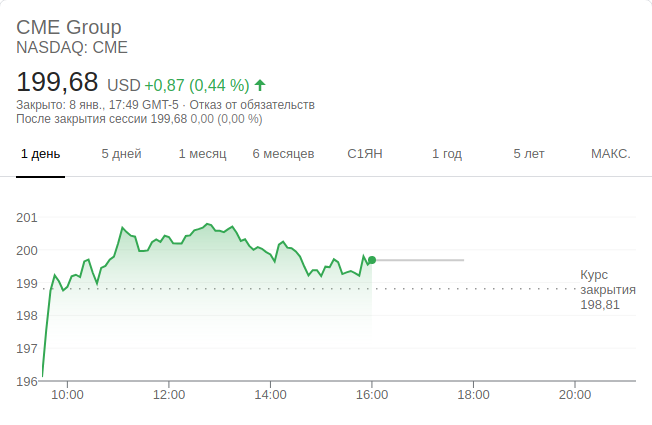 CME Group
NASDAQ: CME
199,68 USD +0,87 (0,44 %)
Закрыто: 8 янв., 17:49 GMT-5 · Отказ от обязательств
После закрытия сессии 199,68 0,00 (0,00 %)
1 день 5 дней 1 месяц 6 месяцев С1ЯН 1 год 5 лет МАКС.
201
200
199
198
197
196
Курс
закрытия
198,81
10:00 12:00 14:00 16:00 18:00 20:00